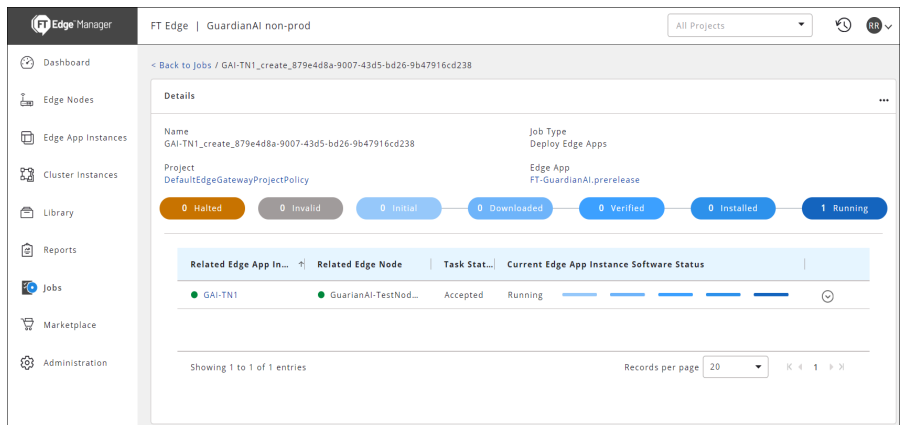 FT Edge™ Manager
FT Edge | GuardianAI non-prod
All Projects
RR
Dashboard
Edge Nodes
Edge App Instances
Cluster Instances
Library
Reports
Jobs
Marketplace
Administration
< Back to Jobs / GAI-TN1_create_879e4d8a-9007-43d5-bd26-9b47916cd238
Details
Name
GAI-TN1_create_879e4d8a-9007-43d5-bd26-9b47916cd238
Job Type
Deploy Edge Apps
Project
DefaultEdgeGatewayProjectPolicy
Edge App
FT-GuardianAI.prerelease
0 Halted
0 Invalid
0 Initial
0 Downloaded
0 Verified
0 Installed
1 Running
Related Edge App In... Related Edge Node Task Stat... Current Edge App Instance Software Status
GAI-TN1 GuarianAI-TestNod... Accepted Running
Showing 1 to 1 of 1 entries
Records per page 20 1